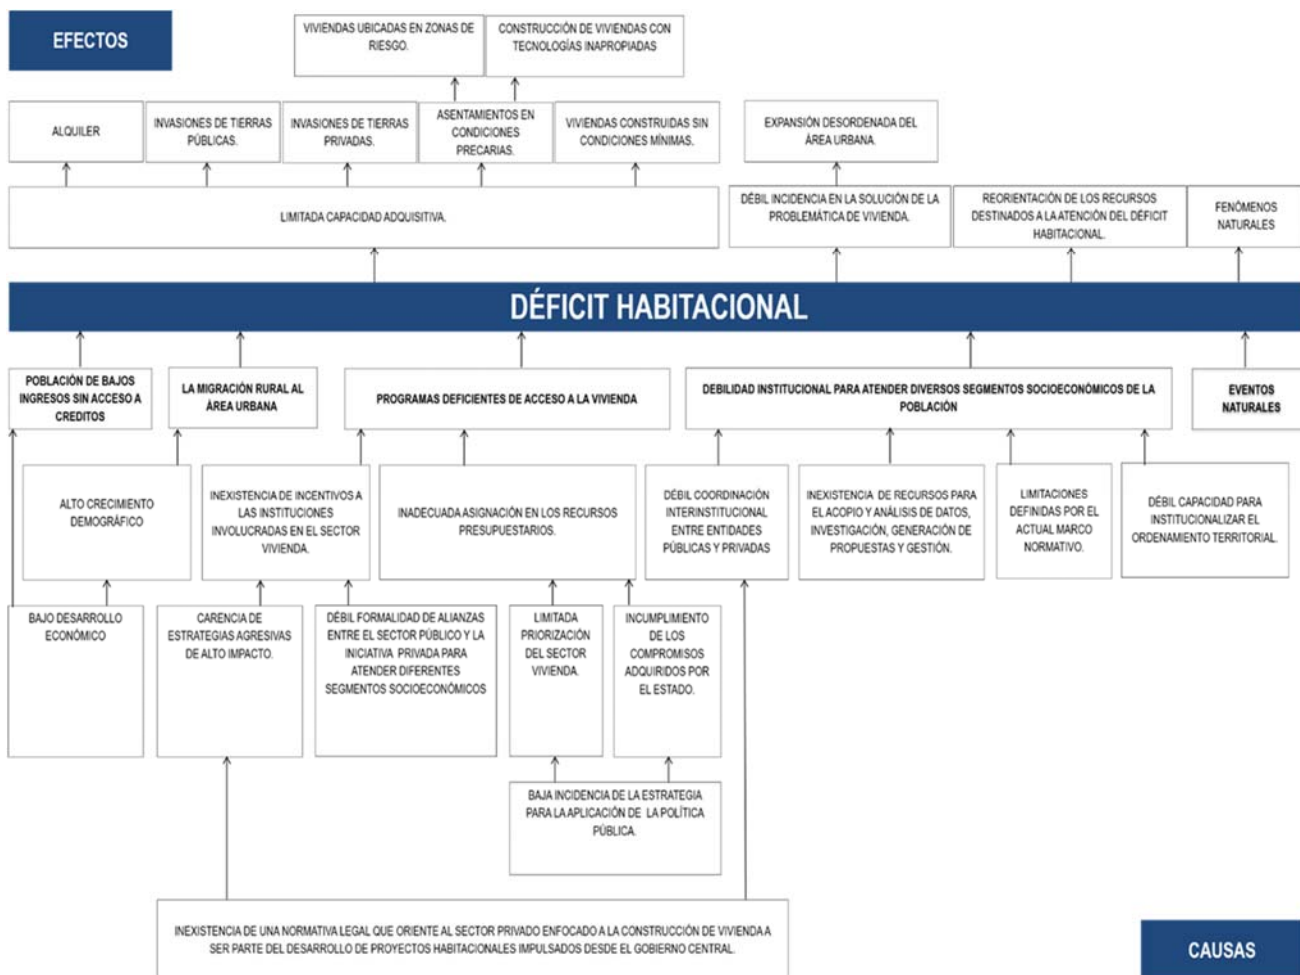 EFECTOS
VIVIENDAS UBICADAS EN ZONAS DE
RIESGO.
CONSTRUCCIÓN DE VIVIENDAS CON
TECNOLOGÍAS INAPROPIADAS
ALQUILER
INVASIONES DE TIERRAS
PÚBLICAS.
INVASIONES DE TIERRAS
PRIVADAS.
ASENTAMIENTOS EN
CONDICIONES
PRECARIAS.
VIVIENDAS CONSTRUIDAS SIN
CONDICIONES MÍNIMAS.
EXPANSIÓN DESORDENADA DEL
ÁREA URBANA.
LIMITADA CAPACIDAD ADQUISITIVA.
DÉBIL INCIDENCIA EN LA SOLUCIÓN DE LA
PROBLEMÁTICA DE VIVIENDA.
REORIENTACIÓN DE LOS RECURSOS
DESTINADOS A LA ATENCIÓN DEL DÉFICIT
HABITACIONAL.
FENÓMENOS
NATURALES
DÉFICIT HABITACIONAL
POBLACIÓN DE BAJOS
INGRESOS SIN ACCESO A
CREDITOS
LA MIGRACIÓN RURAL AL
ÁREA URBANA
PROGRAMAS DEFICIENTES DE ACCESO A LA VIVIENDA
DEBILIDAD INSTITUCIONAL PARA ATENDER DIVERSOS SEGMENTOS SOCIOECONÓMICOS DE LA
POBLACIÓN
EVENTOS
NATURALES
ALTO CRECIMIENTO
DEMOGRÁFICO
INEXISTENCIA DE INCENTIVOS A
LAS INSTITUCIONES
INVOLUCRADAS EN EL SECTOR
VIVIENDA.
INADECUADA ASIGNACIÓN EN LOS RECURSOS
PRESUPUESTARIOS.
DÉBIL COORDINACIÓN
INTERINSTITUCIONAL
ENTRE ENTIDADES
PÚBLICAS Y PRIVADAS
INEXISTENCIA DE RECURSOS PARA
EL ACOPIO Y ANÁLISIS DE DATOS,
INVESTIGACIÓN, GENERACIÓN DE
PROPUESTAS Y GESTIÓN.
LIMITACIONES
DEFINIDAS POR EL
ACTUAL MARCO
NORMATIVO.
DÉBIL CAPACIDAD PARA
INSTITUCIONALIZAR EL
ORDENAMIENTO TERRITORIAL.
BAJO DESARROLLO
ECONÓMICO
CARENCIA DE
ESTRATEGIAS AGRESIVAS
DE ALTO IMPACTO.
DÉBIL FORMALIDAD DE ALIANZAS
ENTRE EL SECTOR PÚBLICO Y LA
INICIATIVA PRIVADA PARA
ATENDER DIFERENTES
SEGMENTOS SOCIOECONÓMICOS
LIMITADA
PRIORIZACIÓN
DEL SECTOR
VIVIENDA.
INCUMPLIMIENTO
DE LOS
COMPROMISOS
ADQUIRIDOS POR
EL ESTADO.
BAJA INCIDENCIA DE LA ESTRATEGIA
PARA LA APLICACIÓN DE LA POLÍTICA
PÚBLICA.
INEXISTENCIA DE UNA NORMATIVA LEGAL QUE ORIENTE AL SECTOR PRIVADO ENFOCADO A LA CONSTRUCCIÓN DE VIVIENDA A
SER PARTE DEL DESARROLLO DE PROYECTOS HABITACIONALES IMPULSADOS DESDE EL GOBIERNO CENTRAL.
CAUSAS